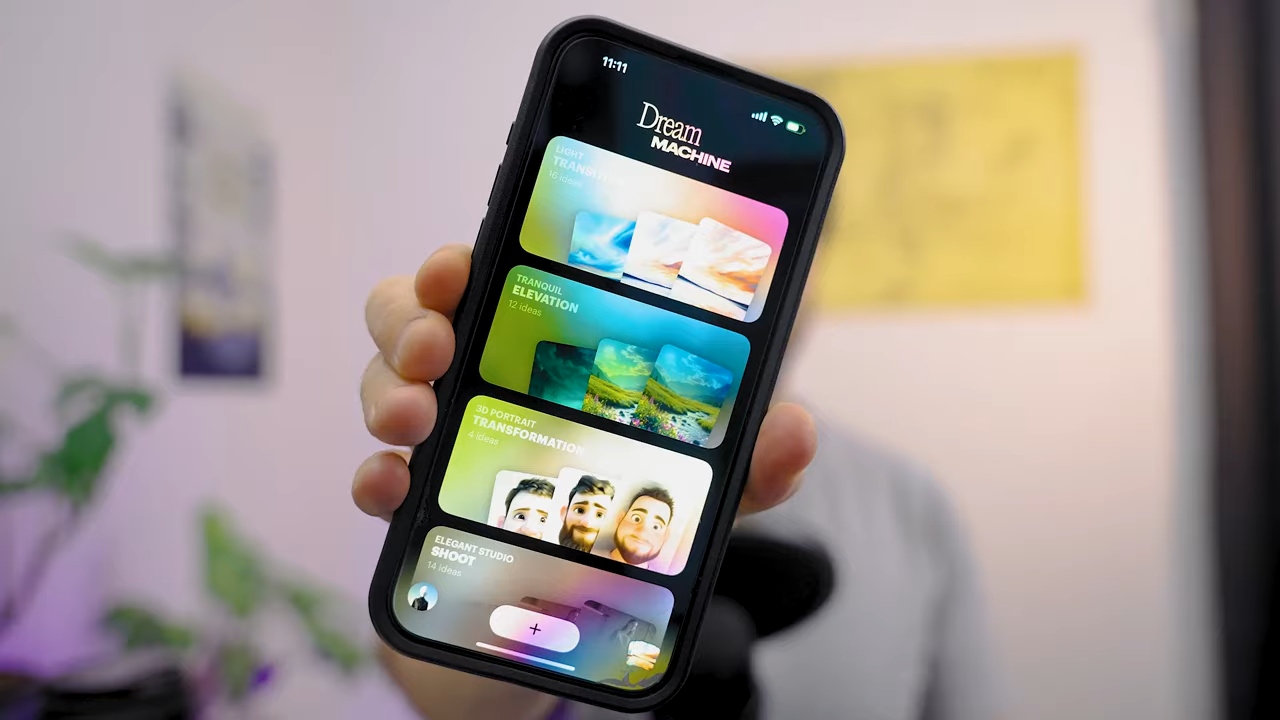 11:11
Dream
MACHINE
LIGHT
TRANSITION
16 ideas
TRANQUIL
ELEVATION
12 ideas
3D PORTRAIT
TRANSFORMATION
4 ideas
ELEGANT STUDIO
SHOOT
14 ideas
+